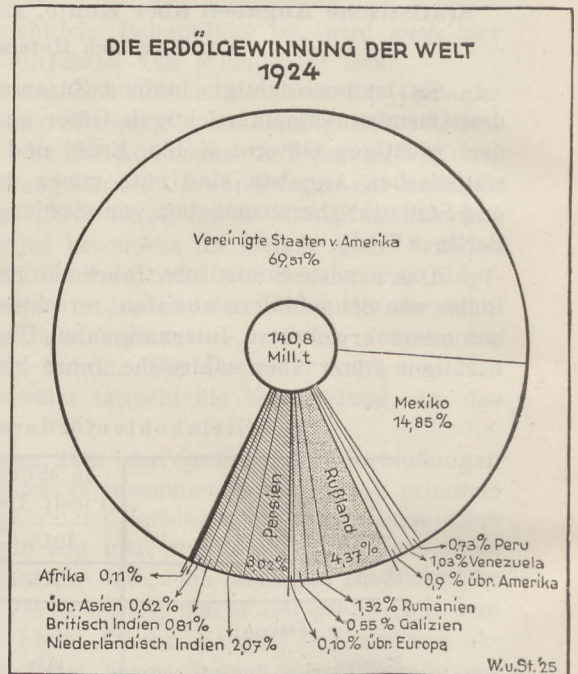 DIE ERDÖLGEWINNUNG DER WELT
1924
Vereinigte Staaten v. Amerika
69,51%
140,8
Mill.t
Mexiko
14,85%
Persien
3,02%
Rußland
4,37%
0,73% Peru
1,03% Venezuela
0,9 % übr. Amerika
Afrika 0,11%
übr. Asien 0,62%
Britisch Indien 0,81%
Niederländisch Indien 2,07%
1,32% Rumänien
0,55% Galizien
0,10% übr. Europa
W.u.St.'25